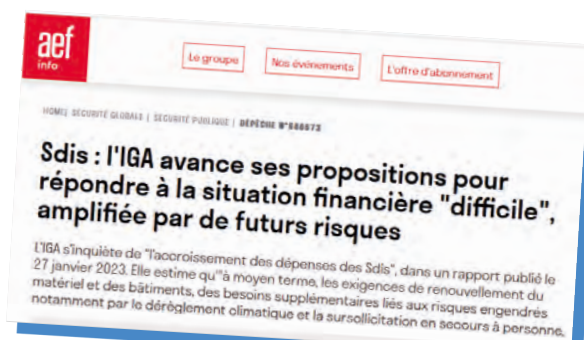 aef
info
Le groupe
Nos événements
L'offre d'abonnement
HOME| SÉCURITÉ GLOBALE | SÉCURITÉ PUBLIQUE | DÉPÊCHE N°
Sdis : l'IGA avance ses propositions pour
répondre à la situation financière "difficile",
amplifiée par de futurs risques
L'IGA s'inquiète de "l'accroissement des dépenses des Sdis", dans un rapport publié le
27 janvier 2023. Elle estime qu'"à moyen terme, les exigences de renouvellement du
matériel et des bâtiments, des besoins supplémentaires liés aux risques engendrés
notamment par le dérèglement climatique et la sursollicitation en secours à personne,